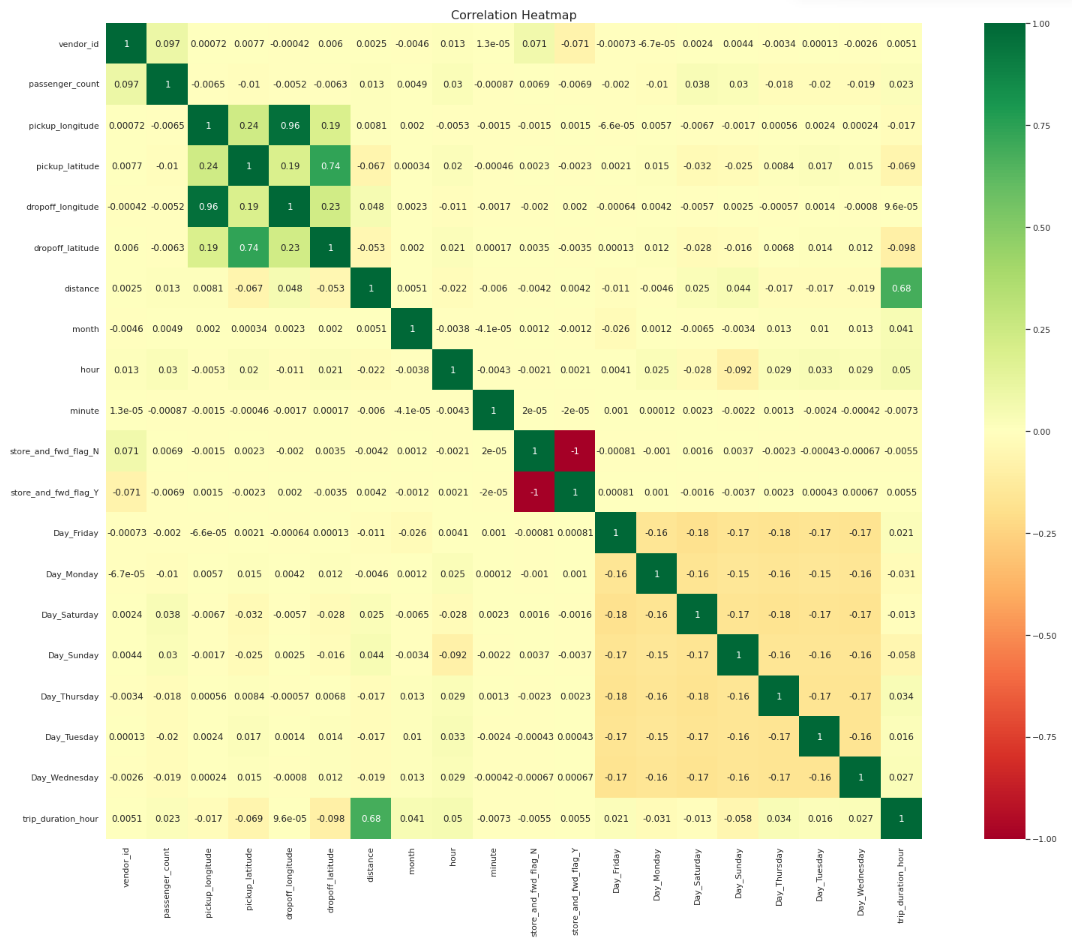 Correlation Heatmap
vendor_id 1 0.097 0.00072 0.0077 -0.00042 0.006 0.0025 -0.0046 0.013 1.3e-05 0.071 -0.071 -0.00073 -6.7e-05 0.0024 0.0044 -0.0034 0.00013 -0.0026 0.0051
passenger_count 0.097 1 -0.0065 -0.01 -0.0052 -0.0063 0.013 0.0049 0.03 -0.00087 0.0069 -0.0069 -0.002 -0.01 0.038 0.03 -0.018 -0.02 -0.019 0.023
pickup_longitude 0.00072 -0.0065 1 0.24 0.96 0.19 0.0081 0.002 -0.0053 -0.0015 -0.0015 0.0015 -6.6e-05 0.0057 -0.0067 -0.0017 0.00056 0.0024 0.00024 -0.017
pickup_latitude 0.0077 -0.01 0.24 1 0.19 0.74 -0.067 0.00034 0.02 -0.00046 0.0023 -0.0023 0.0021 0.015 -0.032 -0.025 0.0084 0.017 0.015 -0.069
dropoff_longitude -0.00042 -0.0052 0.96 0.19 1 0.23 0.048 0.0023 -0.011 -0.0017 -0.002 0.002 -0.00064 0.0042 -0.0057 0.0025 -0.00057 0.0014 -0.0008 9.6e-05
dropoff_latitude 0.006 -0.0063 0.19 0.74 0.23 1 -0.053 0.002 0.021 0.00017 0.0035 -0.0035 0.00013 0.012 -0.028 -0.016 0.0068 0.014 0.012 -0.098
distance 0.0025 0.013 0.0081 -0.067 0.048 -0.053 1 0.0051 -0.022 -0.006 -0.0042 0.0042 -0.011 -0.0046 0.025 0.044 -0.017 -0.017 -0.019 0.68
month -0.0046 0.0049 0.002 0.00034 0.0023 0.002 0.0051 1 -0.0038 -4.1e-05 0.0012 -0.0012 -0.026 0.0012 -0.0065 -0.0034 0.013 0.01 0.013 0.041
hour 0.013 0.03 -0.0053 0.02 -0.011 0.021 -0.022 -0.0038 1 -0.0043 -0.0021 0.0021 0.0041 0.025 -0.028 -0.092 0.029 0.033 0.029 0.05
minute 1.3e-05 -0.00087 -0.0015 -0.00046 -0.0017 0.00017 -0.006 -4.1e-05 -0.0043 1 2e-05 -2e-05 0.001 0.00012 0.0023 -0.0022 0.0013 -0.0024 -0.00042 -0.0073
store_and_fwd_flag_N 0.071 0.0069 -0.0015 0.0023 -0.002 0.0035 -0.0042 0.0012 -0.0021 2e-05 1 -1 -0.00081 -0.001 0.0016 0.0037 -0.0023 -0.00043 -0.00067 -0.0055
store_and_fwd_flag_Y -0.071 -0.0069 0.0015 -0.0023 0.002 -0.0035 0.0042 -0.0012 0.0021 -2e-05 -1 1 0.00081 0.001 -0.0016 -0.0037 0.0023 0.00043 0.00067 0.0055
Day_Friday -0.00073 -0.002 -6.6e-05 0.0021 -0.00064 0.00013 -0.011 -0.026 0.0041 0.001 -0.00081 0.00081 1 -0.16 -0.18 -0.17 -0.18 -0.17 -0.17 0.021
Day_Monday -6.7e-05 -0.01 0.0057 0.015 0.0042 0.012 -0.0046 0.0012 0.025 0.00012 -0.001 0.001 -0.16 1 -0.16 -0.15 -0.16 -0.15 -0.16 -0.031
Day_Saturday 0.0024 0.038 -0.0067 -0.032 -0.0057 -0.028 0.025 -0.0065 -0.028 0.0023 0.0016 -0.0016 -0.18 -0.16 1 -0.17 -0.18 -0.17 -0.17 -0.013
Day_Sunday 0.0044 0.03 -0.0017 -0.025 0.0025 -0.016 0.044 -0.0034 -0.092 -0.0022 0.0037 -0.0037 -0.17 -0.15 -0.17 1 -0.16 -0.16 -0.16 -0.058
Day_Thursday -0.0034 -0.018 0.00056 0.0084 -0.00057 0.0068 -0.017 0.013 0.029 0.0013 -0.0023 0.0023 -0.18 -0.16 -0.18 -0.16 1 -0.17 -0.17 0.034
Day_Tuesday 0.00013 -0.02 0.0024 0.017 0.0014 0.014 -0.017 0.01 0.033 -0.0024 -0.00043 0.00043 -0.17 -0.15 -0.17 -0.16 -0.17 1 -0.16 0.016
Day_Wednesday -0.0026 -0.019 0.00024 0.015 -0.0008 0.012 -0.019 0.013 0.029 -0.00042 -0.00067 0.00067 -0.17 -0.16 -0.17 -0.16 -0.17 -0.16 1 0.027
trip_duration_hour 0.0051 0.023 -0.017 -0.069 9.6e-05 -0.098 0.68 0.041 0.05 -0.0073 -0.0055 0.0055 0.021 -0.031 -0.013 -0.058 0.034 0.016 0.027 1
vendor_id
passenger_count
pickup_longitude
pickup_latitude
dropoff_longitude
dropoff_latitude
distance
month
hour
minute
store_and_fwd_flag_N
store_and_fwd_flag_Y
Day_Friday
Day_Monday
Day_Saturday
Day_Sunday
Day_Thursday
Day_Tuesday
Day_Wednesday
trip_duration_hour
1.00
0.75
0.50
0.25
0.00
−0.25
−0.50
−0.75
−1.00